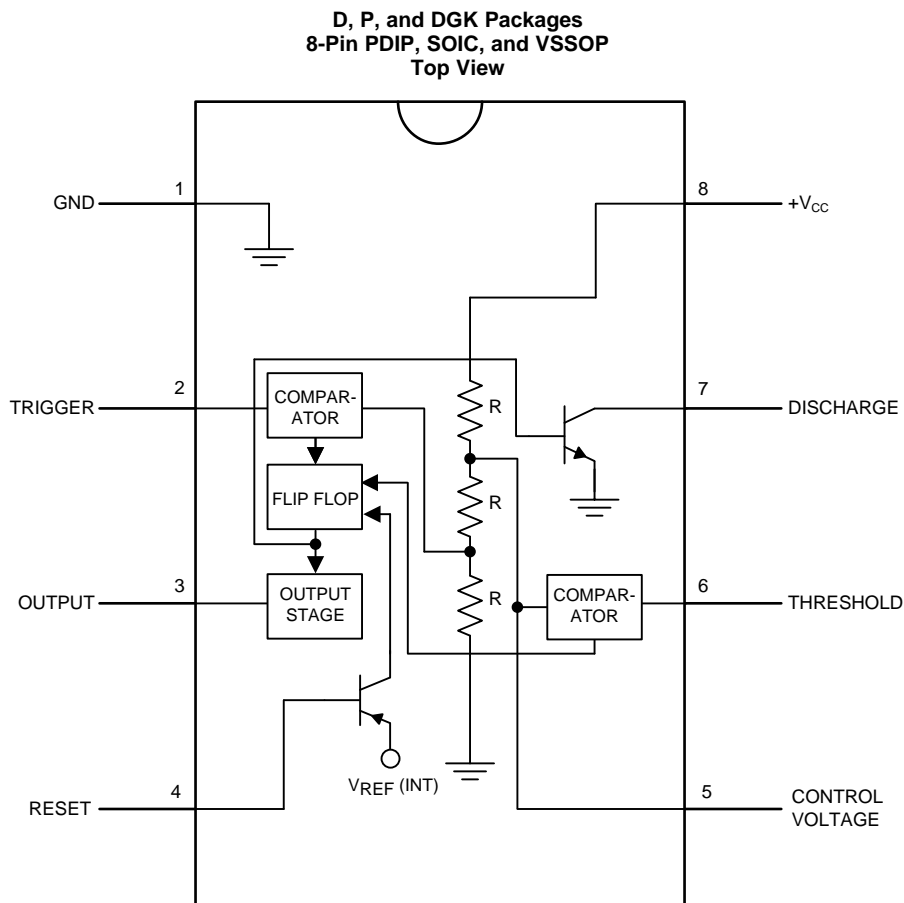 D, P, and DGK Packages
8-Pin PDIP, SOIC, and VSSOP
Top View
1
GND
8
+VCC
2
TRIGGER
COMPAR-
ATOR
R
7
DISCHARGE
FLIP FLOP
R
3
OUTPUT
OUTPUT
STAGE
R
COMPAR-
ATOR
6
THRESHOLD
VREF (INT)
4
RESET
5
CONTROL
VOLTAGE